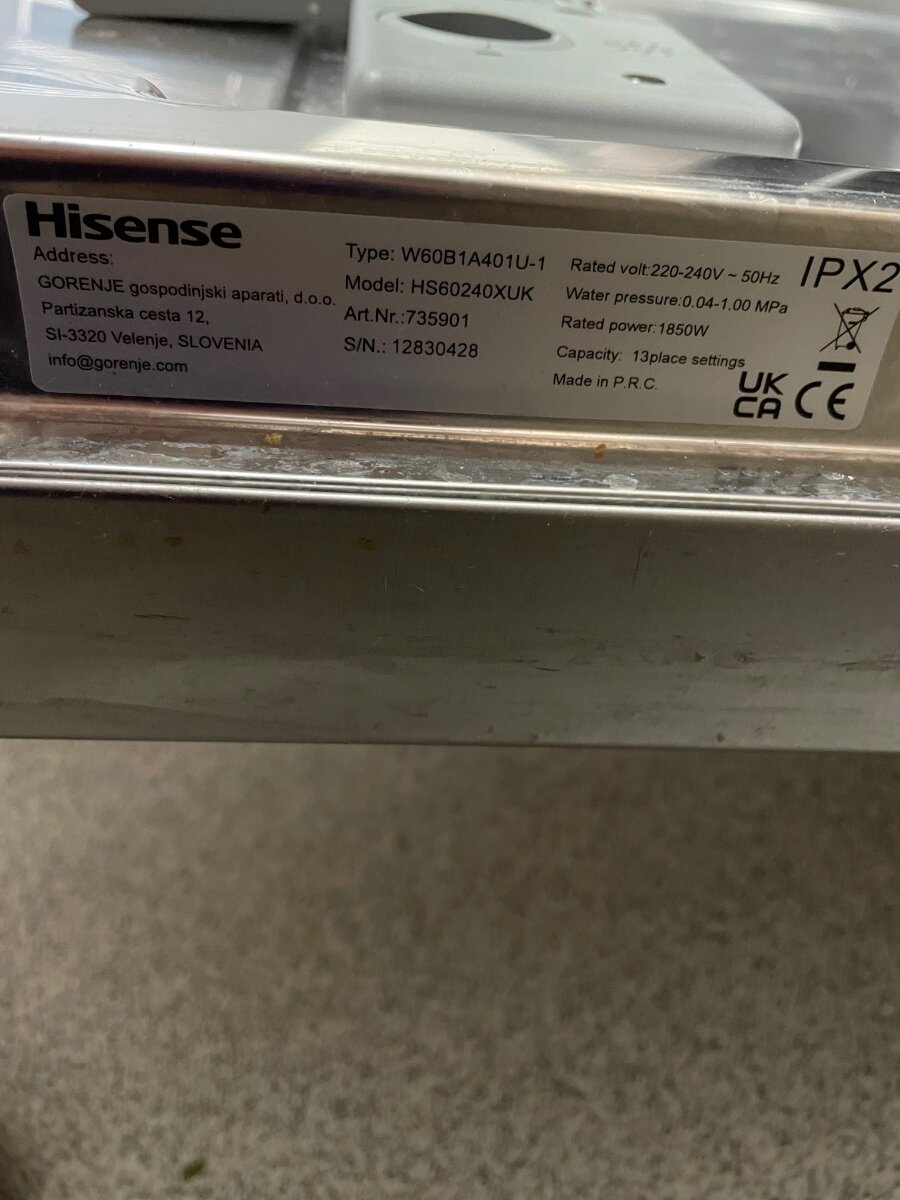 Hisense
Address:
GORENJE gospodinjski aparati, d.o.o.
Partizanska cesta 12,
SI-3320 Velenje, SLOVENIA
info@gorenje.com
Type: W60B1A401U-1
Model: HS60240XUK
Art.Nr.:735901
S/N.: 12830428
Rated volt:220-240V ~ 50Hz
Water pressure:0.04-1.00 MPa
Rated power:1850W
Capacity: 13place settings
Made in P.R.C.
IPX2
UK
CA
CE